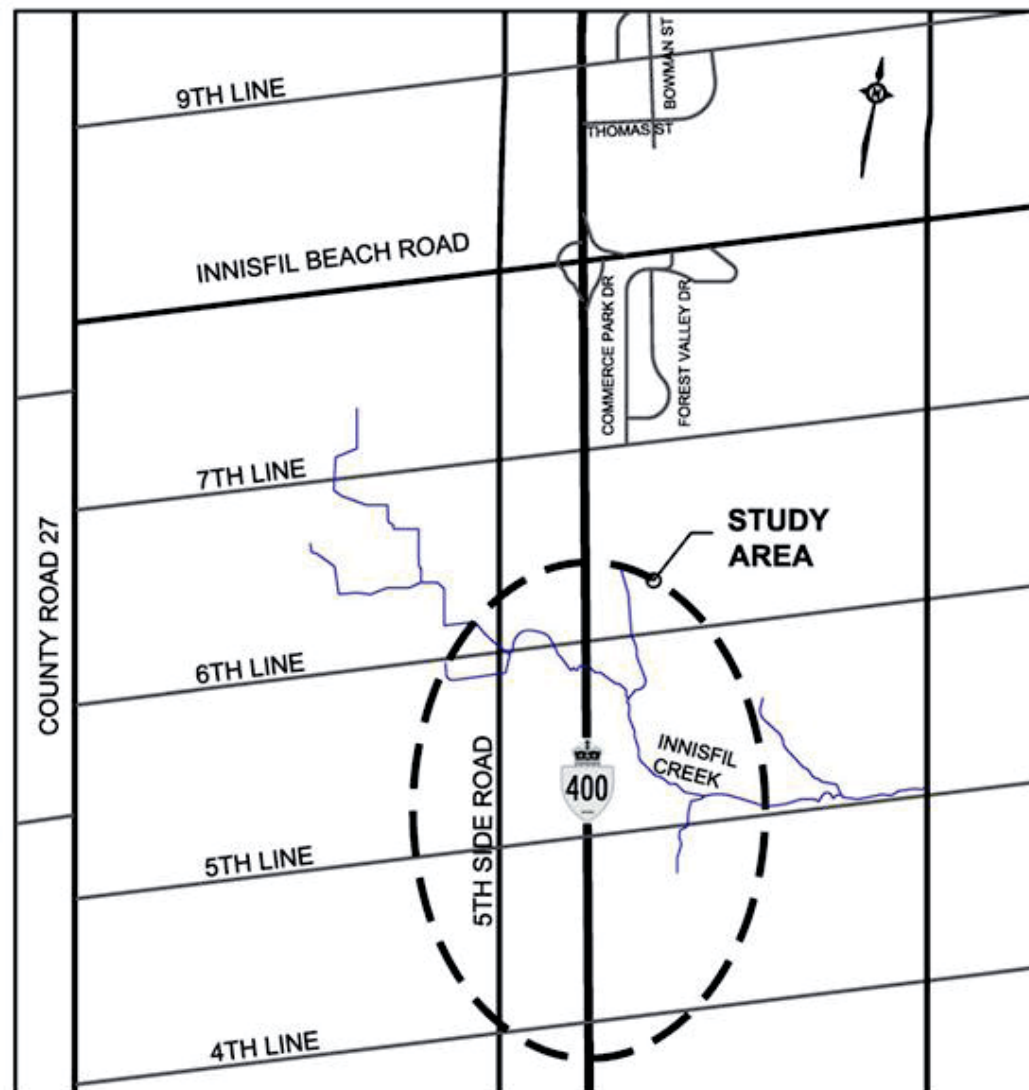 BOWMAN ST
9TH LINE
THOMAS ST
N
INNISFIL BEACH ROAD
COMMERCE PARK DR
FOREST VALLEY DR
7TH LINE
STUDY
AREA
COUNTY ROAD 27
6TH LINE
INNISFIL
CREEK
400
5TH SIDE ROAD
5TH LINE
4TH LINE